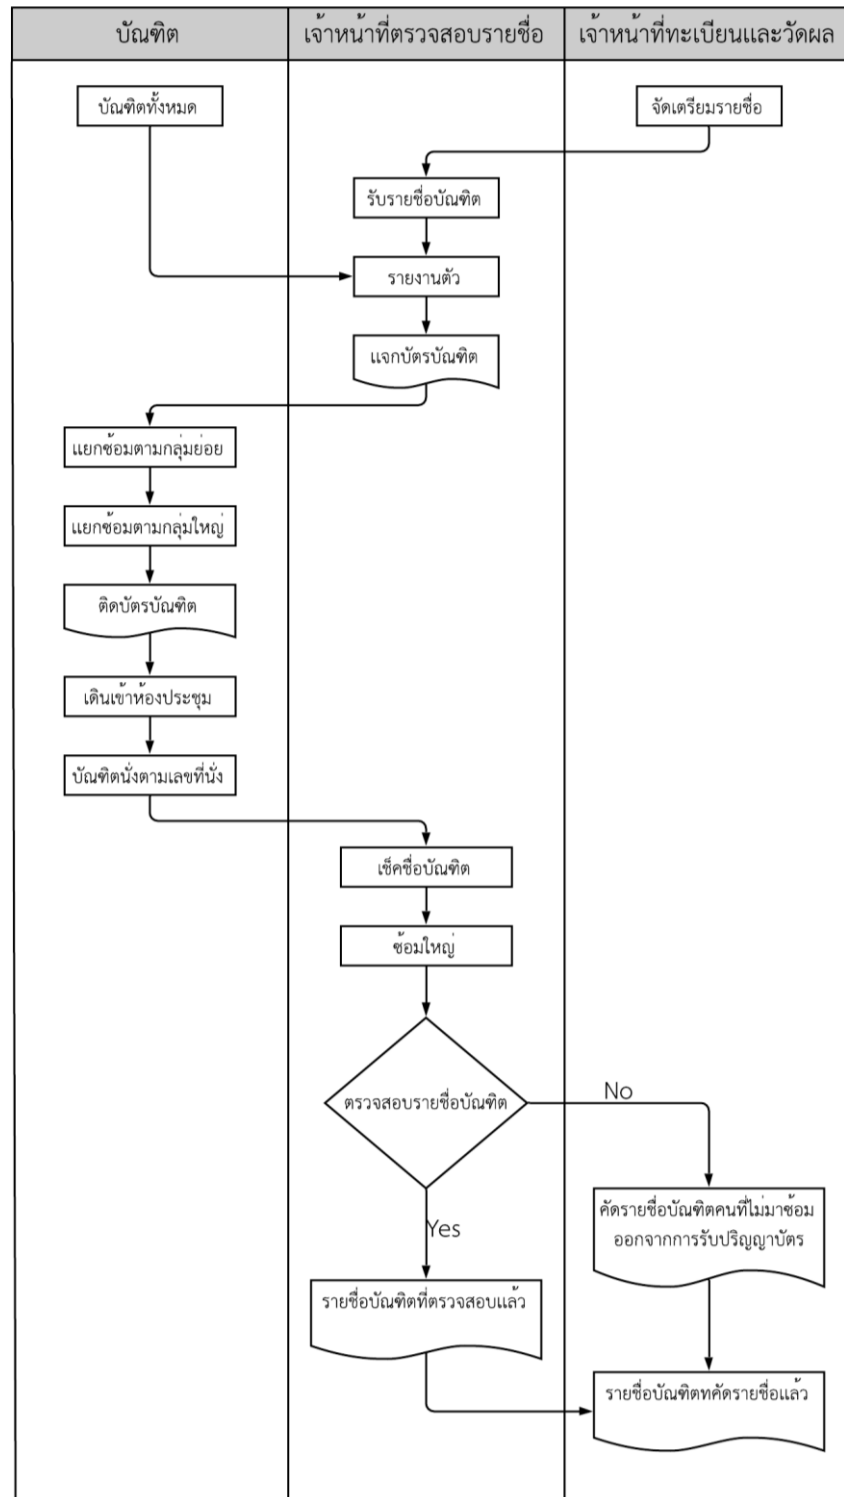 บัณฑิต
เจ้าหน้าที่ตรวจสอบรายชื่อ
เจ้าหน้าที่ทะเบียนและวัดผล
บัณฑิตทั้งหมด
จัดเตรียมรายชื่อ
รับรายชื่อบัณฑิต
รายงานตัว
แจกบัตรบัณฑิต
แยกซ้อมตามกลุ่มย่อย
แยกซ้อมตามกลุ่มใหญ่
ติดบัตรบัณฑิต
เดินเข้าห้องประชุม
บัณฑิตนั่งตามเลขที่นั่ง
เช็คชื่อบัณฑิต
ซ้อมใหญ่
ตรวจสอบรายชื่อบัณฑิต
No
คัดรายชื่อบัณฑิตคนที่ไม่มาซ้อม
ออกจากการรับปริญญาบัตร
Yes
รายชื่อบัณฑิตที่ตรวจสอบแล้ว
รายชื่อบัณฑิตทคัดรายชื่อแล้ว